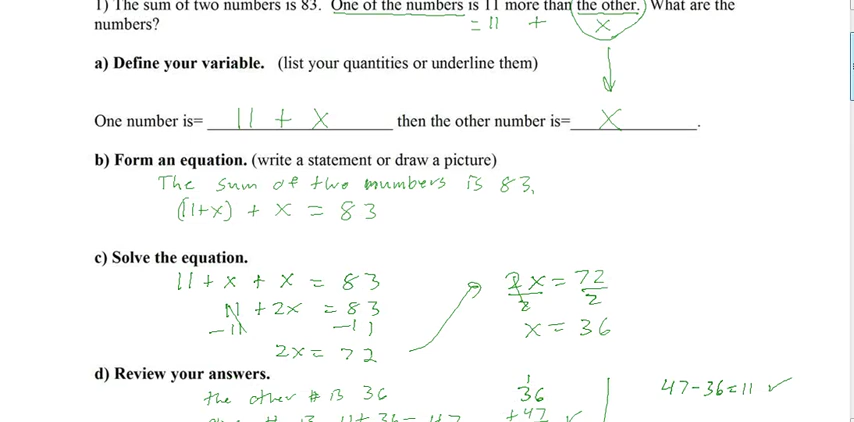 1) The sum of two numbers is 83. One of the numbers is 11 more than the other. What are the
= 11 + x
numbers?
a) Define your variable. (list your quantities or underline them)
One number is= 11 + x then the other number is= x.
b) Form an equation. (write a statement or draw a picture)
The sum of two numbers is 83.
(11+x) + x = 83
c) Solve the equation.
11 + x + x = 83
11 + 2x = 83
-11 -11
2x = 72
2x = 72
2 2
x = 36
d) Review your answers.
the other # is 36
11+36=47
1
36
+47 ✓
47-36=11 ✓